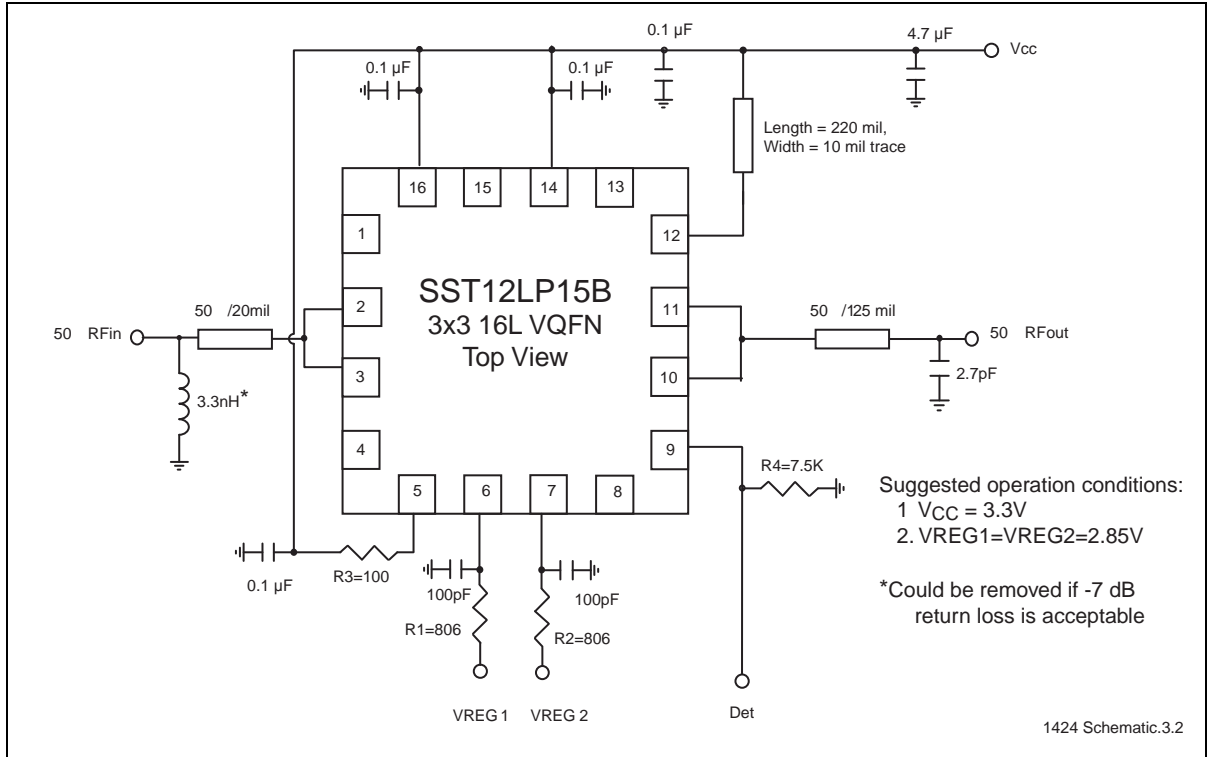 0.1 µF
4.7 µF
Vcc
0.1 µF
0.1 µF
Length = 220 mil,
Width = 10 mil trace
16
15
14
13
1
12
SST12LP15B
3x3 16L VQFN
Top View
2
11
50 /20mil
50 /125 mil
50 RFin
50 RFout
3
10
2.7pF
3.3nH*
4
9
R4=7.5K
5
6
7
8
Suggested operation conditions:
1 VCC = 3.3V
2. VREG1=VREG2=2.85V
0.1 µF
R3=100
100pF
100pF
*Could be removed if -7 dB
return loss is acceptable
R1=806
R2=806
VREG 1
VREG 2
Det
1424 Schematic.3.2